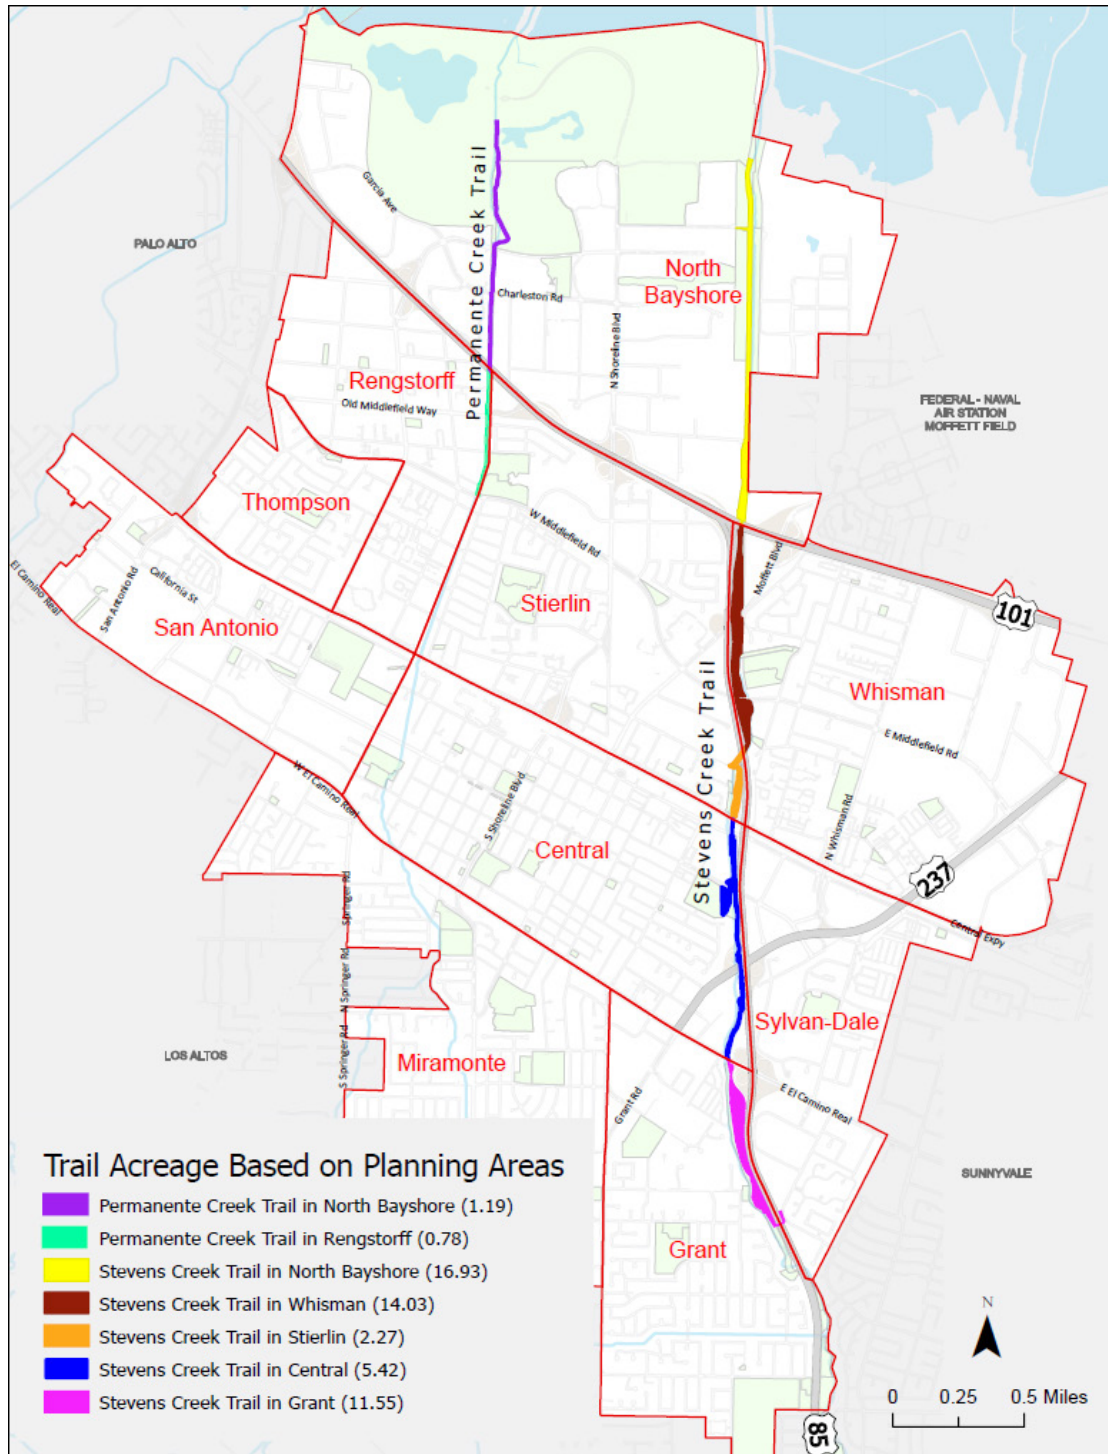 PALO ALTO
Garcia Ave
Permanente Creek Trail
North
Bayshore
Charleston Rd
N Shoreline Blvd
Rengstorff
Old Middlefield Way
FEDERAL - NAVAL
AIR STATION
MOFFETT FIELD
Thompson
W Middlefield Rd
Moffett Blvd
El Camino Real
San Antonio Rd
California St
San Antonio
Stierlin
101
Stevens Creek Trail
Whisman
E Middlefield Rd
W El Camino Real
S Shoreline Blvd
N Whisman Rd
Central
237
Springer Rd
Central Expy
N Springer Rd
Sylvan-Dale
LOS ALTOS
S Springer Rd
Miramonte
Grant Rd
E El Camino Real
SUNNYVALE
Grant
Trail Acreage Based on Planning Areas
Permanente Creek Trail in North Bayshore (1.19)
Permanente Creek Trail in Rengstorff (0.78)
Stevens Creek Trail in North Bayshore (16.93)
Stevens Creek Trail in Whisman (14.03)
Stevens Creek Trail in Stierlin (2.27)
Stevens Creek Trail in Central (5.42)
Stevens Creek Trail in Grant (11.55)
N
0 0.25 0.5 Miles
85